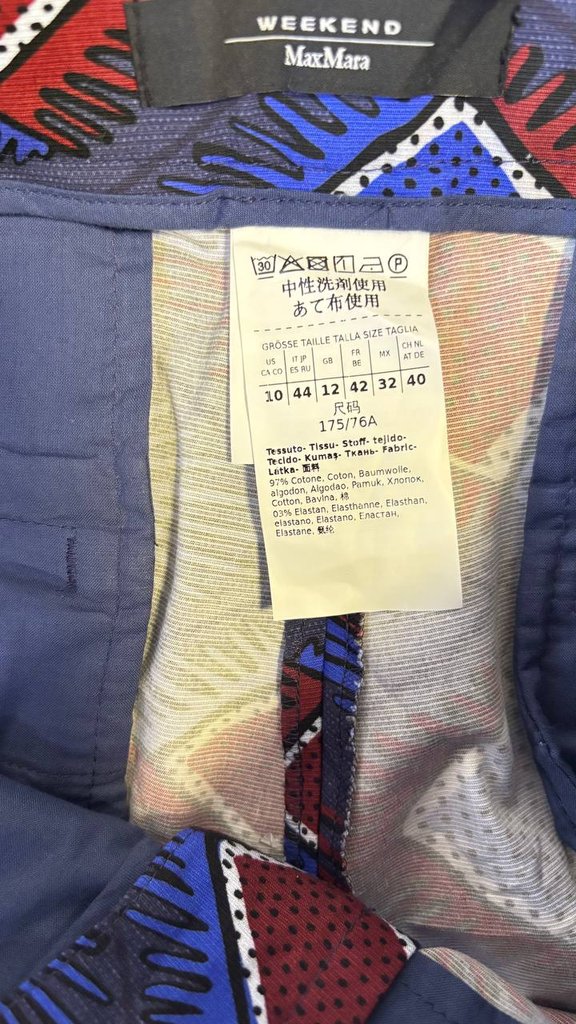 WEEKEND
MaxMara
30 P
中性洗剤使用
あて布使用
GRÖSSE TAILLE TALLA SIZE TAGLIA
US CA CO IT JP ES RU GB FR BE MX CH NL AT DE
10 44 12 42 32 40
尺码
175/76A
Tessuto- Tissu- Stoff- tejido-
Tecido- Kumaş- Ткань- Fabric-
Látka- 面料
97% Cotone, Coton, Baumwolle,
algodon, Algodao, Pamuk, Хлопок,
Cotton, Bavlna, 棉
03% Elastan, Elasthanne, Elasthan,
elastano, Elastano, Еластан,
Elastane, 氨纶